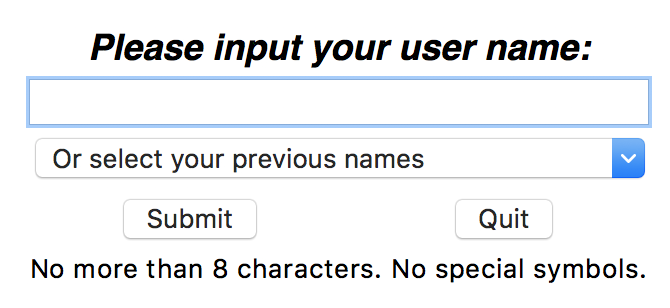 Please input your user name:
Or select your previous names
Submit Quit
No more than 8 characters. No special symbols.